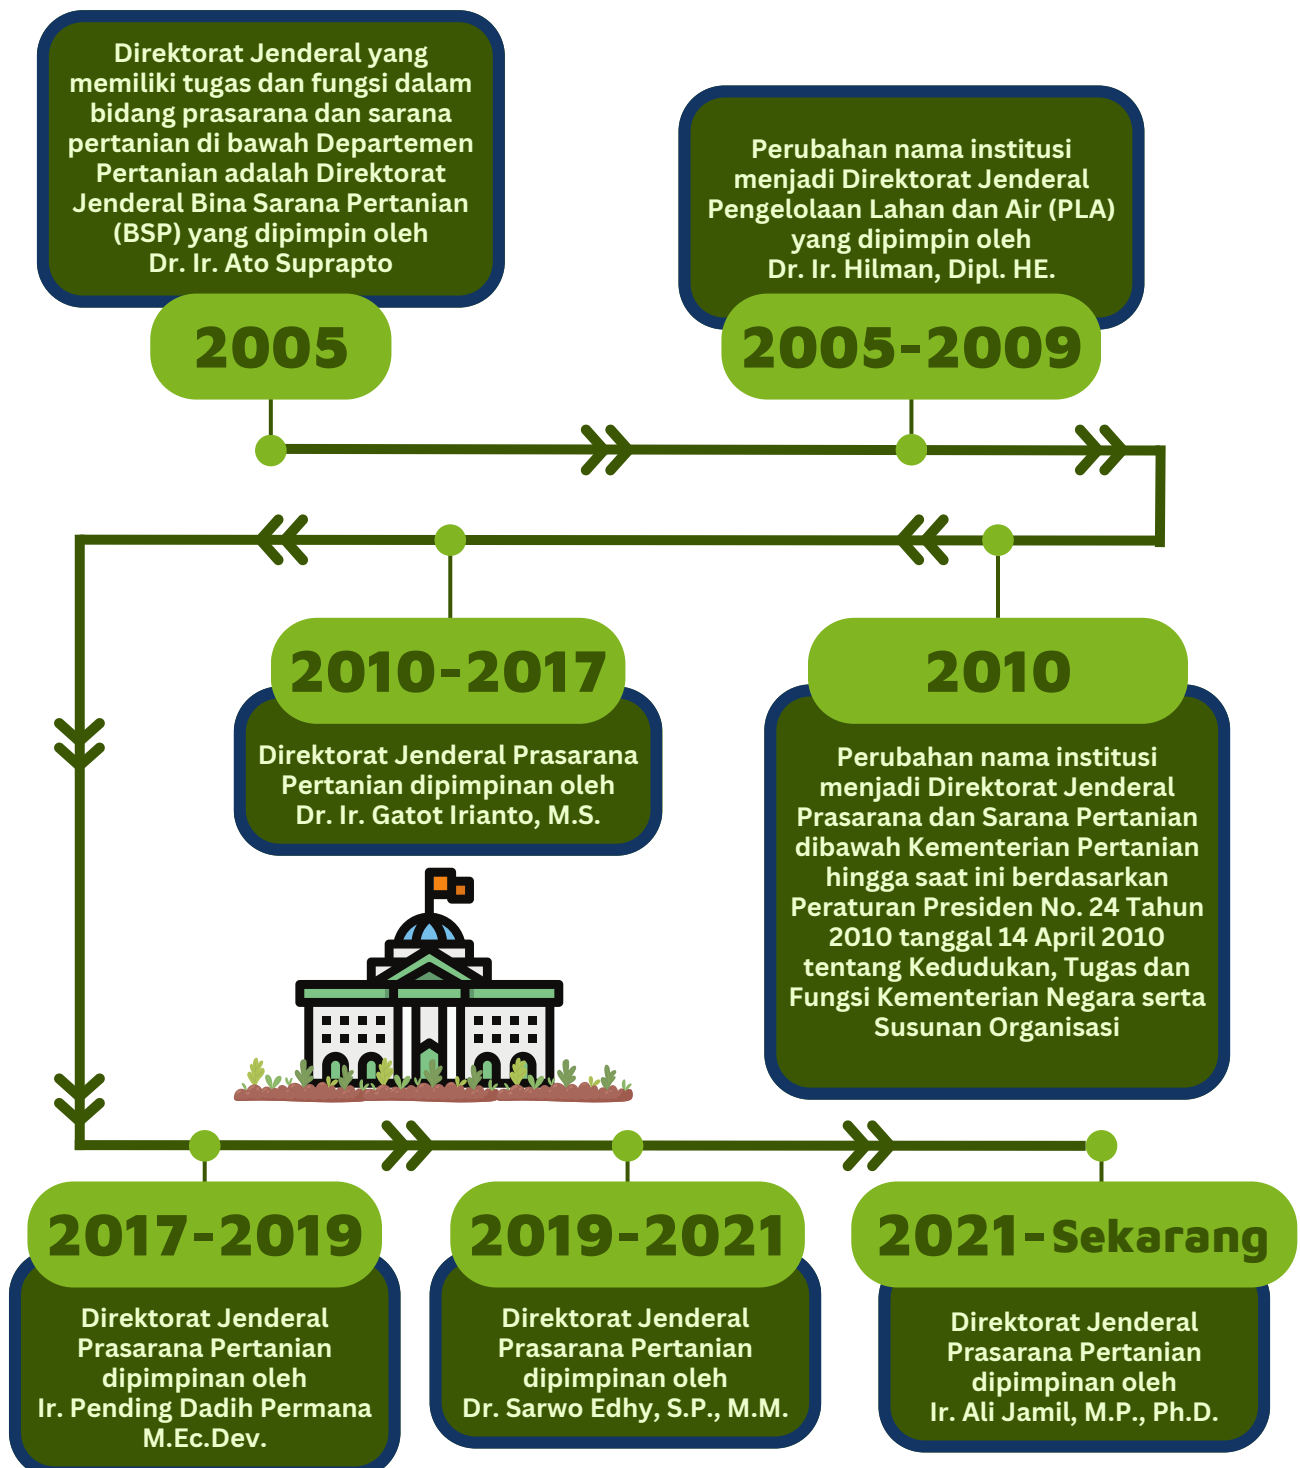 Direktorat Jenderal yang
memiliki tugas dan fungsi dalam
bidang prasarana dan sarana
pertanian di bawah Departemen
Pertanian adalah Direktorat
Jenderal Bina Sarana Pertanian
(BSP) yang dipimpin oleh
Dr. Ir. Ato Suprapto
2005
Perubahan nama institusi
menjadi Direktorat Jenderal
Pengelolaan Lahan dan Air (PLA)
yang dipimpin oleh
Dr. Ir. Hilman, Dipl. HE.
2005-2009
2010
Perubahan nama institusi
menjadi Direktorat Jenderal
Prasarana dan Sarana Pertanian
dibawah Kementerian Pertanian
hingga saat ini berdasarkan
Peraturan Presiden No. 24 Tahun
2010 tanggal 14 April 2010
tentang Kedudukan, Tugas dan
Fungsi Kementerian Negara serta
Susunan Organisasi
2010-2017
Direktorat Jenderal Prasarana
Pertanian dipimpinan oleh
Dr. Ir. Gatot Irianto, M.S.
2017-2019
Direktorat Jenderal
Prasarana Pertanian
dipimpinan oleh
Ir. Pending Dadih Permana
M.Ec.Dev.
2019-2021
Direktorat Jenderal
Prasarana Pertanian
dipimpinan oleh
Dr. Sarwo Edhy, S.P., M.M.
2021-Sekarang
Direktorat Jenderal
Prasarana Pertanian
dipimpinan oleh
Ir. Ali Jamil, M.P., Ph.D.